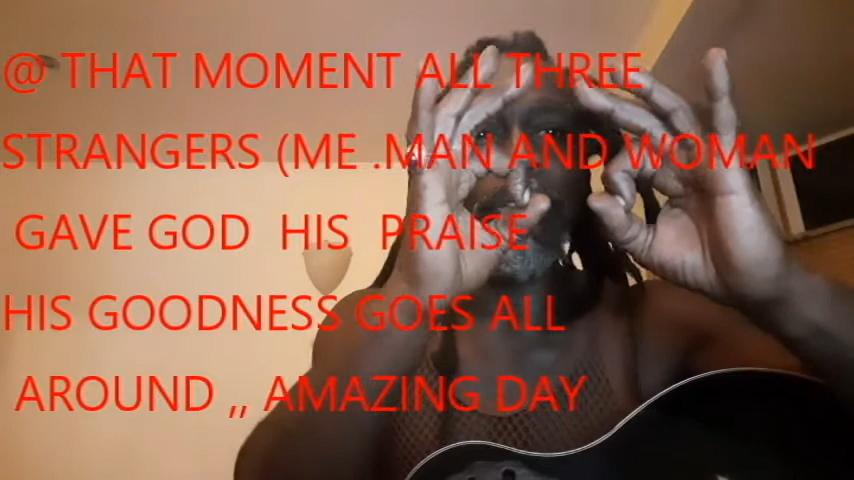 @ THAT MOMENT ALL THREE
STRANGERS (ME .MAN AND WOMAN
GAVE GOD HIS PRAISE
HIS GOODNESS GOES ALL
AROUND ,, AMAZING DAY